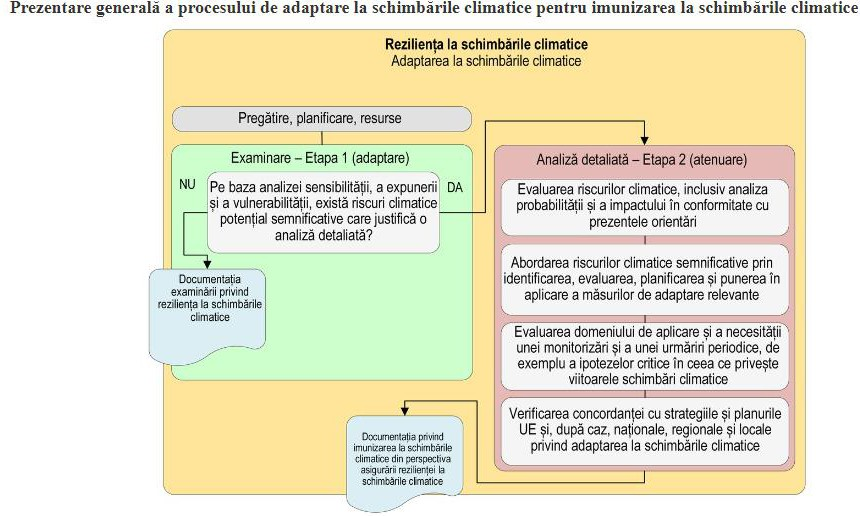 Prezentare generală a procesului de adaptare la schimbările climatice pentru imunizarea la schimbările climatice
Reziliența la schimbările climatice
Adaptarea la schimbările climatice
Pregătire, planificare, resurse
Examinare – Etapa 1 (adaptare)
NU
Pe baza analizei sensibilității, a expunerii
și a vulnerabilității, există riscuri climatice
potențial semnificative care justifică o
analiză detaliată?
DA
Documentația
examinării privind
reziliența la schimbările
climatice
Analiză detaliată – Etapa 2 (atenuare)
Evaluarea riscurilor climatice, inclusiv analiza
probabilității și a impactului în conformitate cu
prezentele orientări
Abordarea riscurilor climatice semnificative prin
identificarea, evaluarea, planificarea și punerea în
aplicare a măsurilor de adaptare relevante
Evaluarea domeniului de aplicare și a necesității
unei monitorizări și a unei urmăriri periodice, de
exemplu a ipotezelor critice în ceea ce privește
viitoarele schimbări climatice
Verificarea concordanței cu strategiile și planurile
UE și, după caz, naționale, regionale și locale
privind adaptarea la schimbările climatice
Documentația privind
imunizarea la schimbările
climatice din perspectiva
asigurării rezilienței la
schimbările climatice